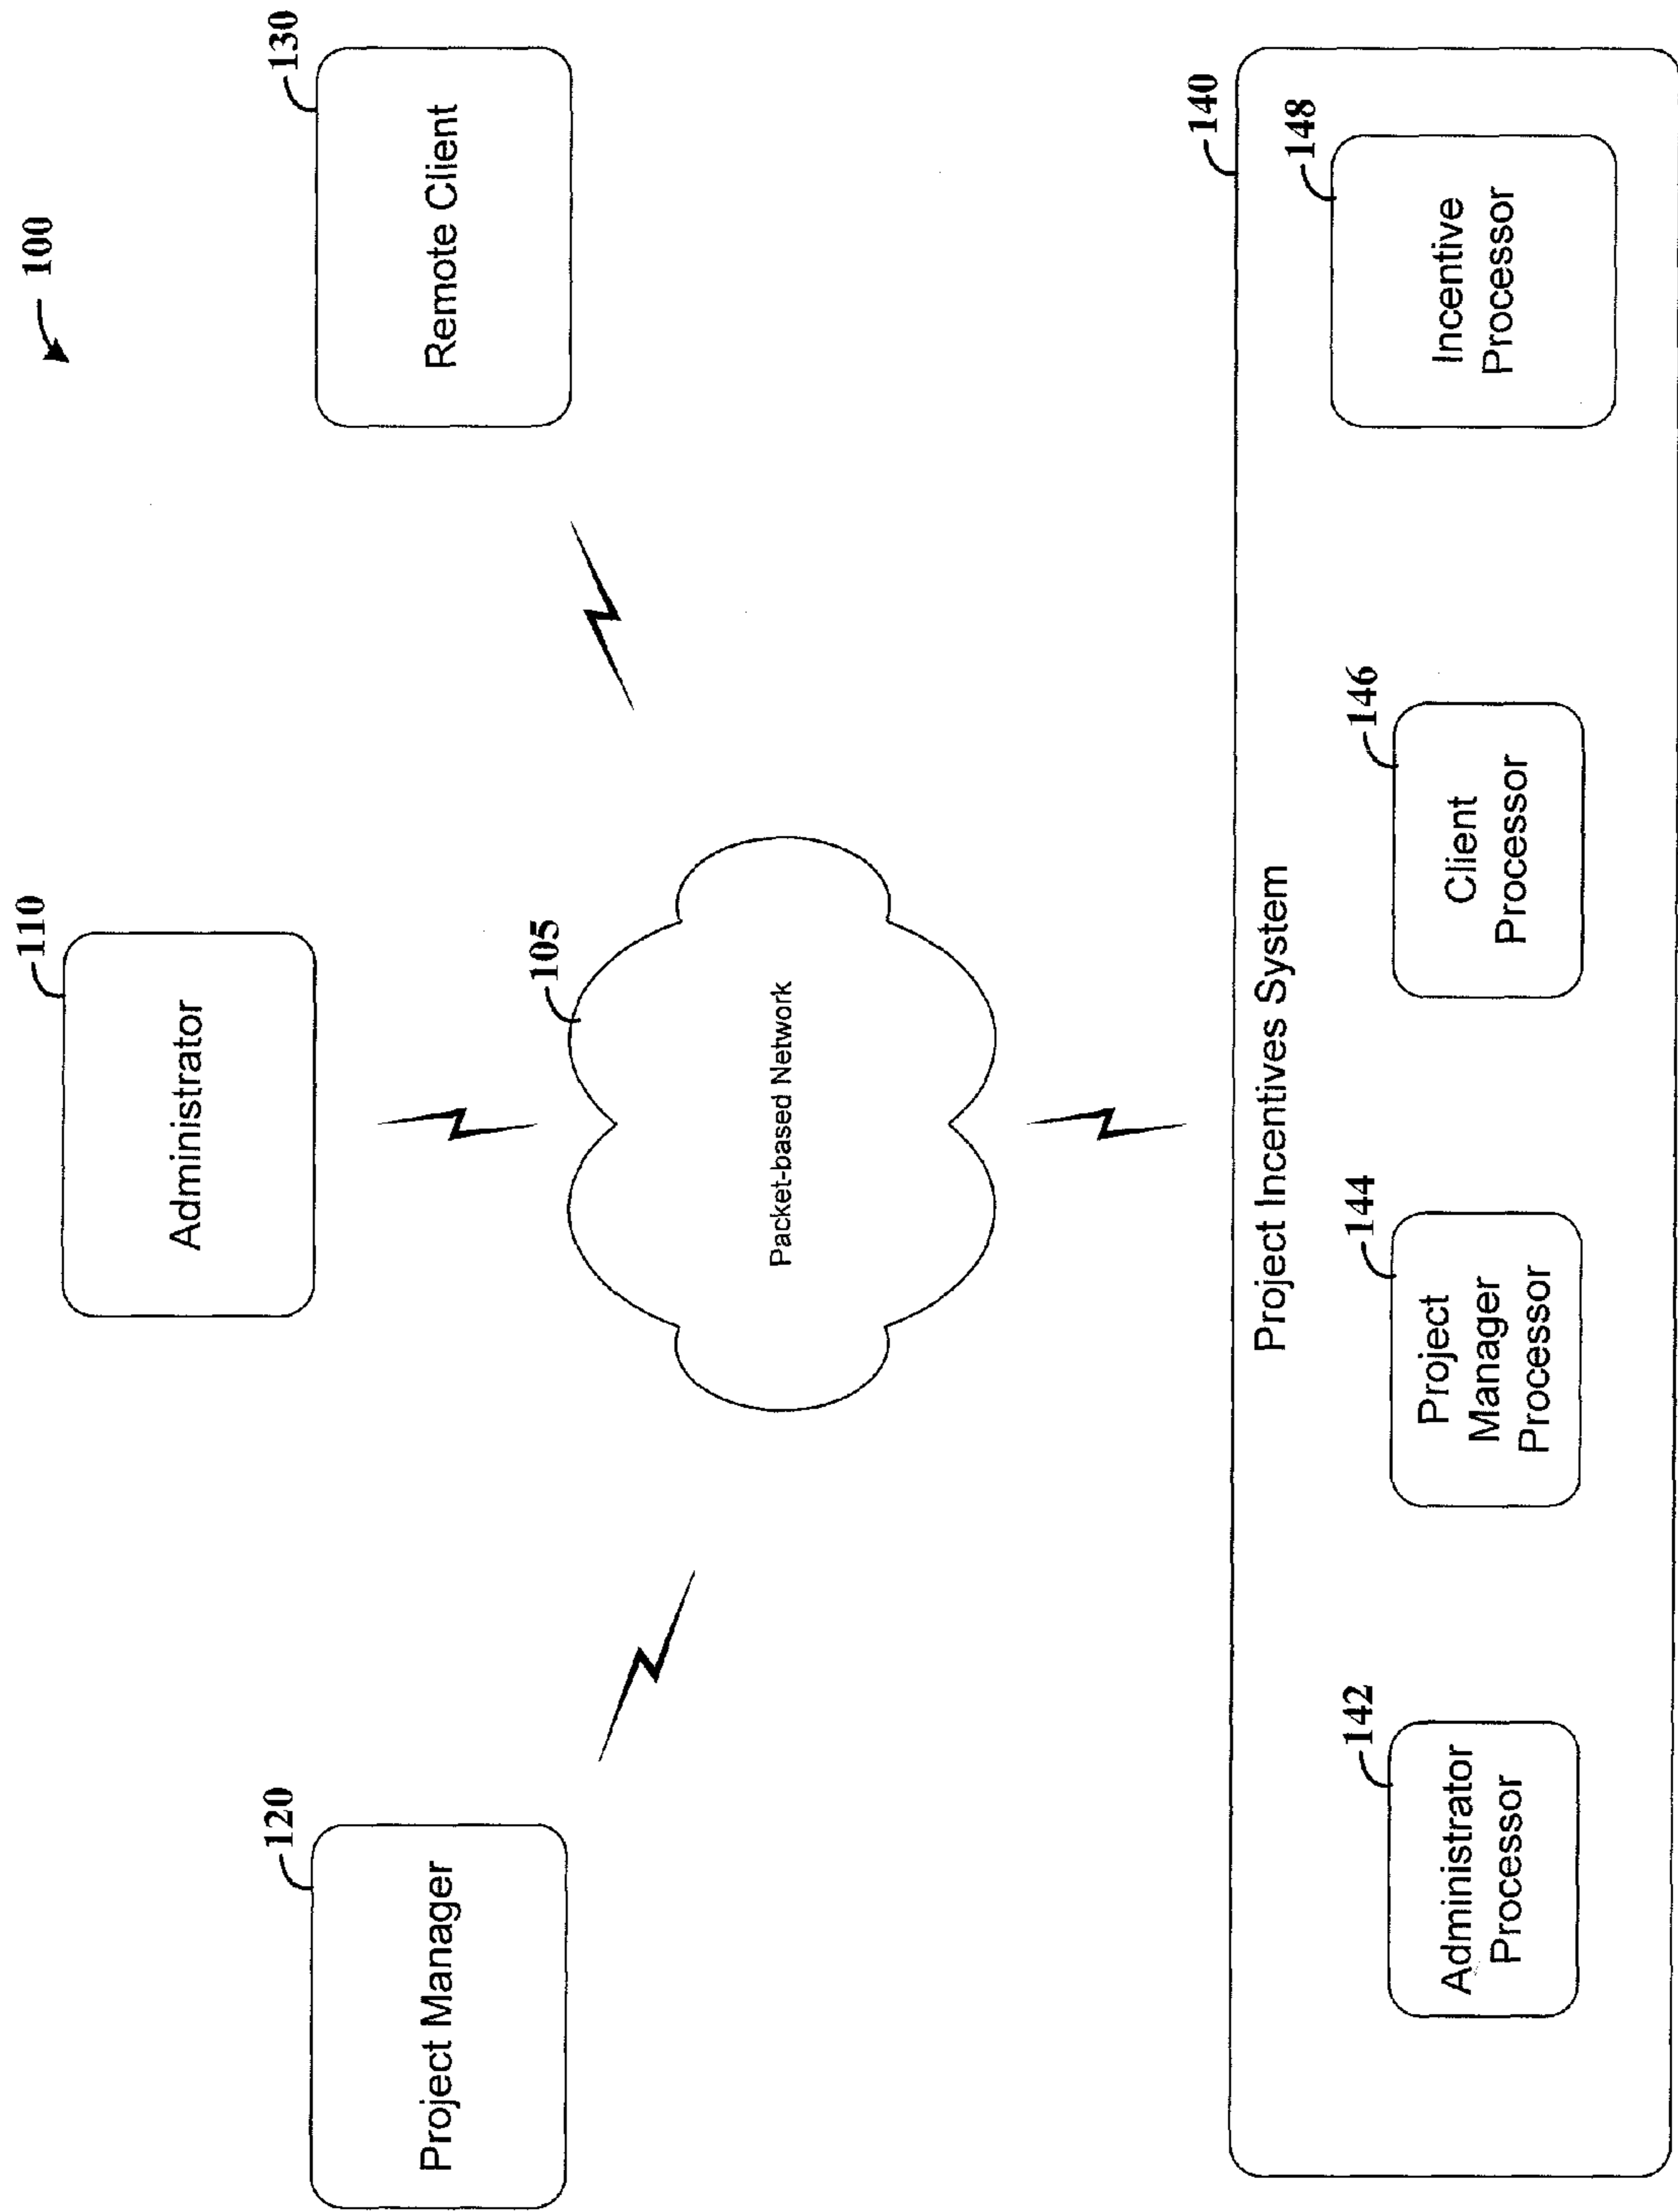 100
110
Administrator
120
Project Manager
130
Remote Client
105
Packet-based Network
140
Project Incentives System
142
Administrator
Processor
144
Project
Manager
Processor
146
Client
Processor
148
Incentive
Processor